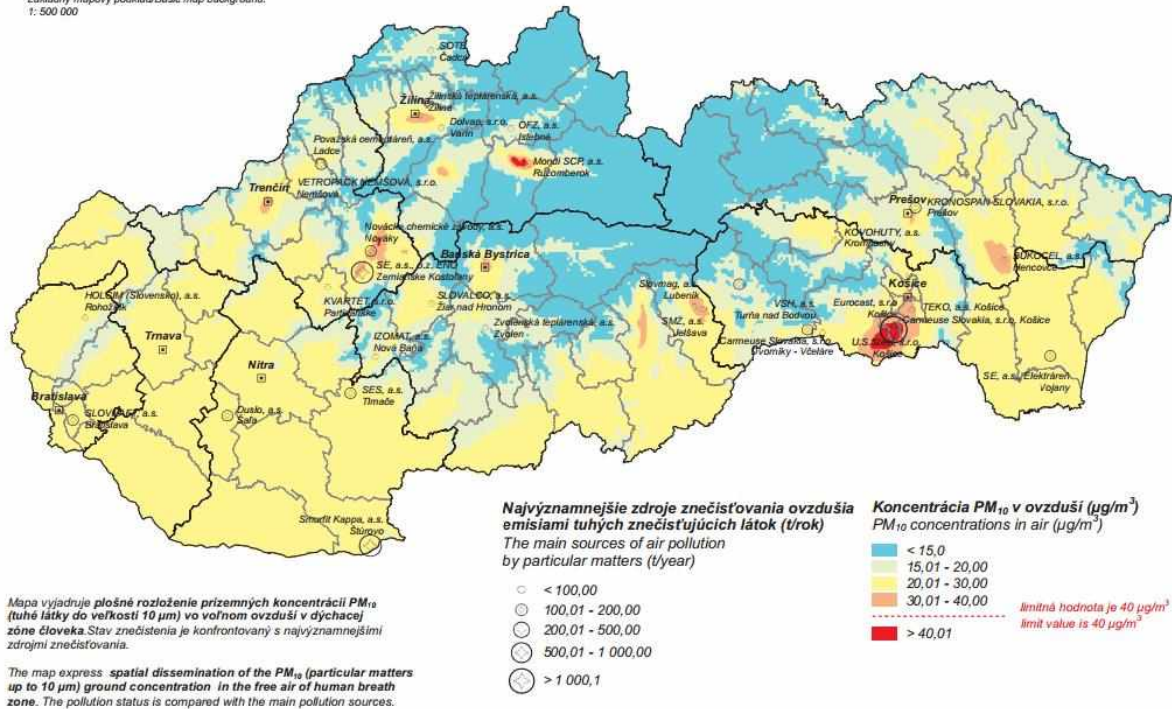 1: 500 000
SOTE
Čadca
Žilinská teplárenská, a.s.
Žilina
Žilina
Dolvap, s.r.o.
Varín
OFZ, a.s.
Istebné
Považská cementáreň, a.s.
Ladce
Mondi SCP, a.s.
Ružomberok
VETROPACK NEMŠOVÁ, s.r.o.
Nemšová
Trenčín
Prešov
KRONOSPAN SLOVAKIA, s.r.o.
Prešov
Novácke chemické závody, a.s.
Nováky
KOVOHUTY, a.s.
Krompachy
Banská Bystrica
BUKOCEL, a.s.
Hencovce
SE, a.s., o.z. ENO
Zemianske Kostoľany
Košice
HOLCIM (Slovensko), a.s.
Rohožník
KVARTET, s.r.o.
Partizánske
SLOVALCO, a.s.
Žiar nad Hronom
Slovmag, a.s.
Lubeník
VSH, a.s.
Turňa nad Bodvou
Eurocast, s.r.o.
Košice
TEKO, a.s. Košice
Carmeuse Slovakia, s.r.o, Košice
Zvolenská teplárenská, a.s.
Zvolen
SMZ, a.s.
Jelšava
Trnava
IZOMAT, a.s.
Nová Baňa
Carmeuse Slovakia, s.r.o.
Dvorníky - Včeláre
U.S.Steel, s.r.o.
Košice
Nitra
SE, a.s., Elektráreň
Vojany
SES, a.s.
Tlmače
Bratislava
SLOVNAFT, a.s.
Bratislava
Duslo, a.s.
Šaľa
Smurfit Kappa, a.s.
Štúrovo
Najvýznamnejšie zdroje znečisťovania ovzdušia
emisiami tuhých znečisťujúcich látok (t/rok)
The main sources of air pollution
by particular matters (t/year)
< 100,00
100,01 - 200,00
200,01 - 500,00
500,01 - 1 000,00
> 1 000,1
Koncentrácia PM10 v ovzduší (µg/m³)
PM10 concentrations in air (µg/m³)
< 15,0
15,01 - 20,00
20,01 - 30,00
30,01 - 40,00
limitná hodnota je 40 µg/m³
limit value is 40 µg/m³
> 40,01
Mapa vyjadruje plošné rozloženie prízemných koncentrácií PM10
(tuhé látky do veľkosti 10 µm) vo voľnom ovzduší v dýchacej
zóne človeka.Stav znečistenia je konfrontovaný s najvýznamnejšími
zdrojmi znečisťovania.
The map express spatial dissemination of the PM10 (particular matters
up to 10 µm) ground concentration in the free air of human breath
zone. The pollution status is compared with the main pollution sources.